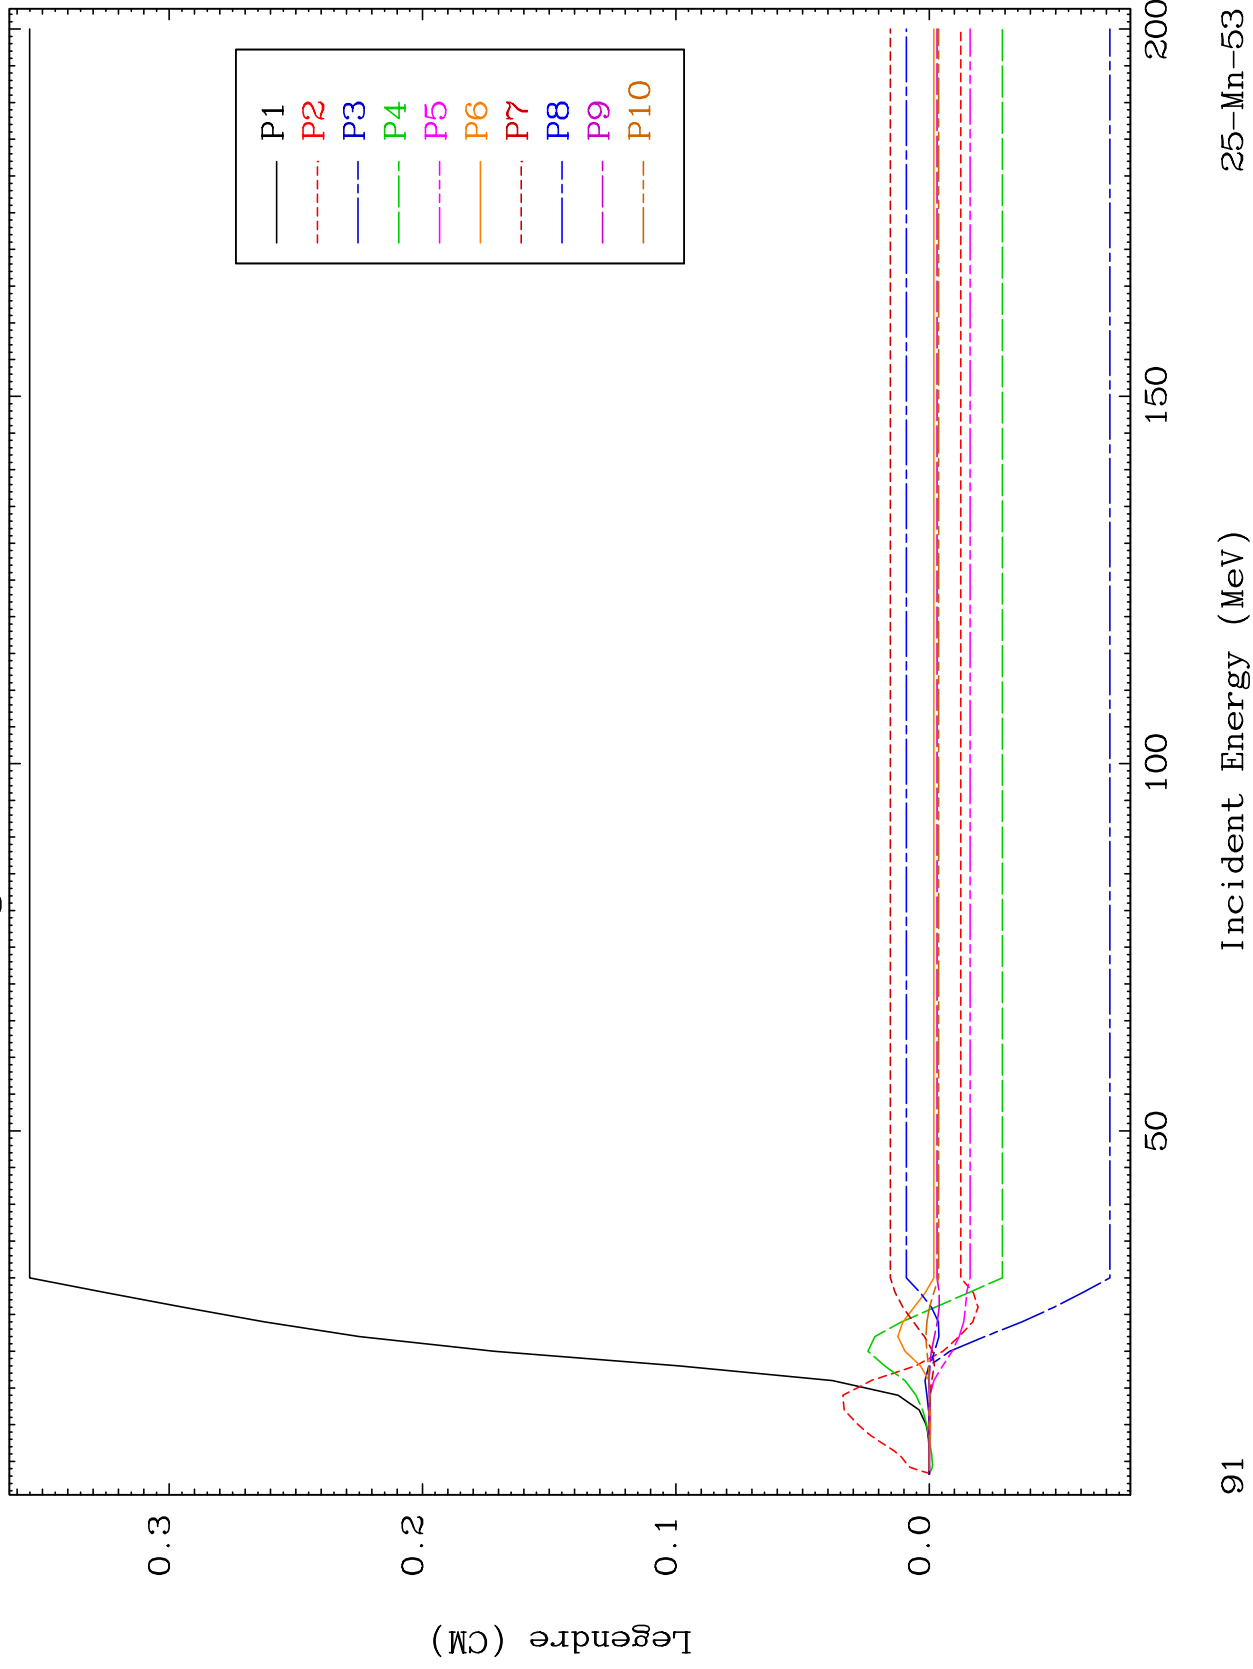 P1
P2
P3
P4
P5
P6
P7
P8
P9
P10
0.3
0.2
0.1
0.0
Legendre (CM)
50
100
150
200
Incident Energy (MeV)
91
25-Mn-53